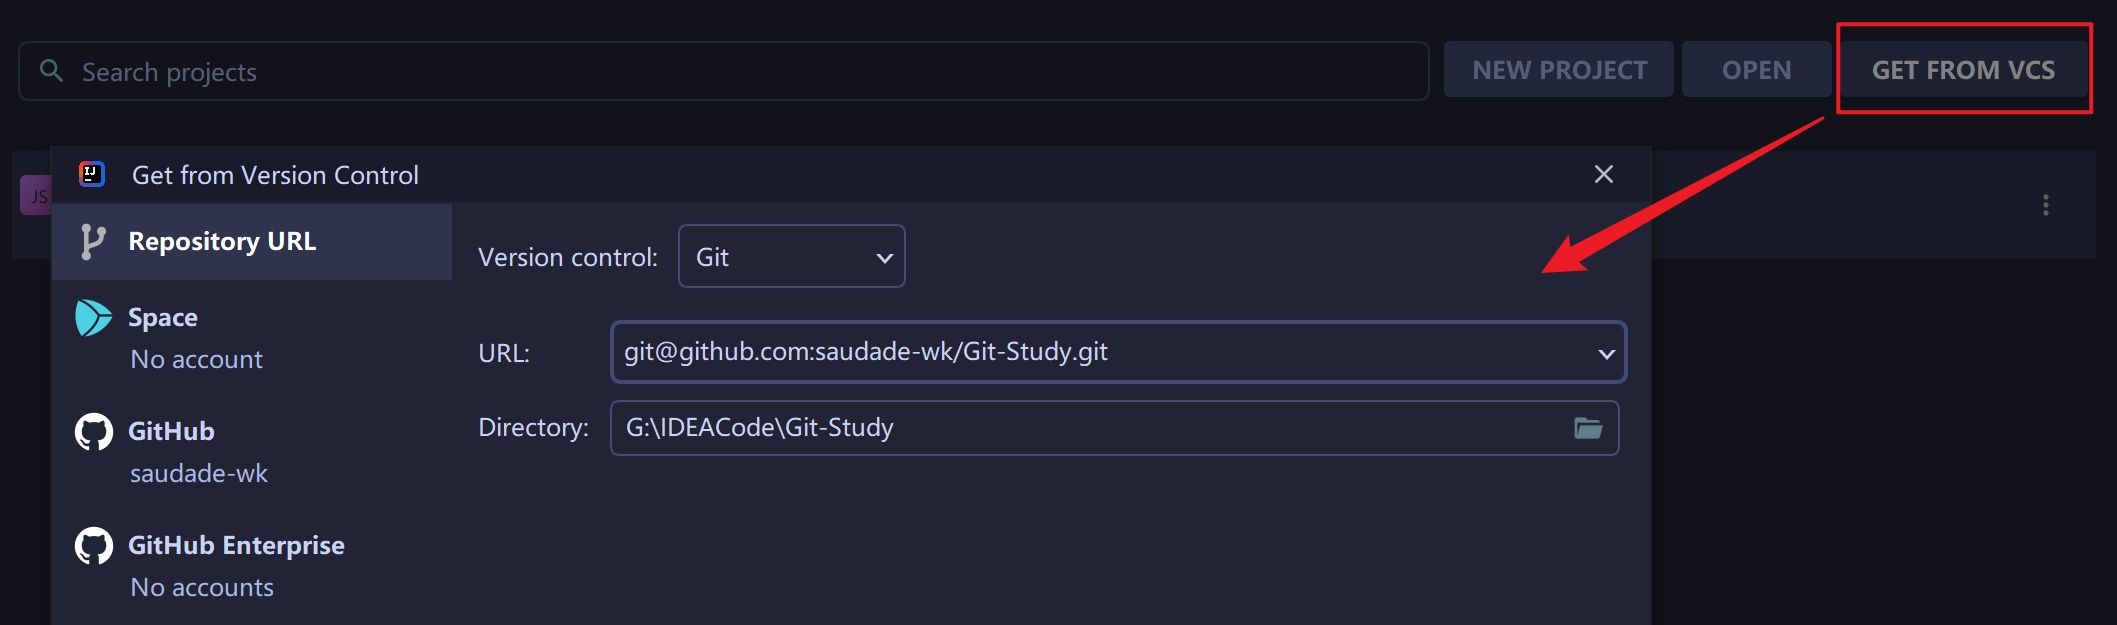 Search projects
NEW PROJECT
OPEN
GET FROM VCS
IJ
Get from Version Control
JS
Repository URL
Version control:
Git
Space
No account
URL:
git@github.com:saudade-wk/Git-Study.git
Directory:
G:\IDEACode\Git-Study
GitHub
saudade-wk
GitHub Enterprise
No accounts